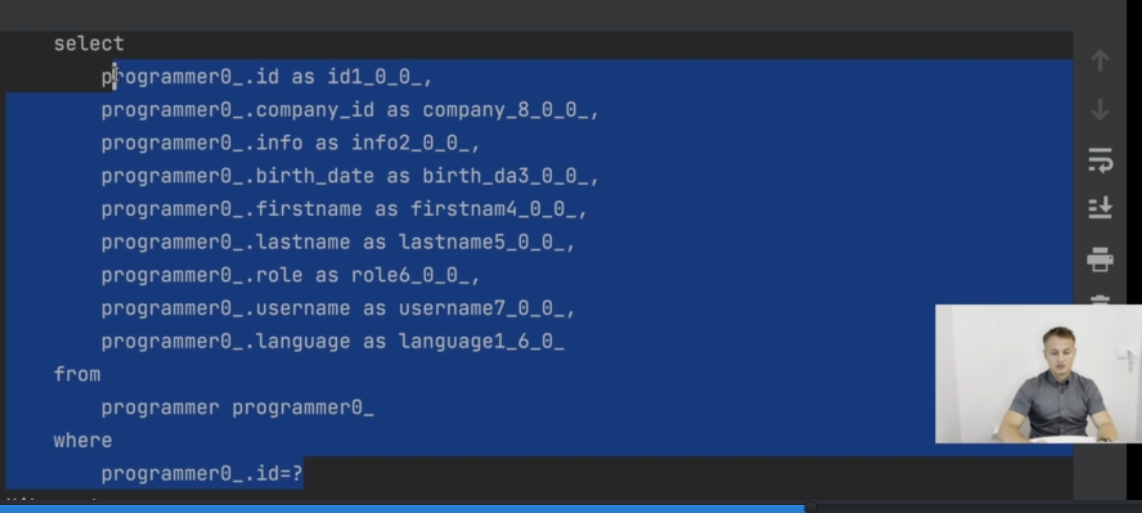 select
programmer0_.id as id1_0_0_,
programmer0_.company_id as company_8_0_0_,
programmer0_.info as info2_0_0_,
programmer0_.birth_date as birth_da3_0_0_,
programmer0_.firstname as firstnam4_0_0_,
programmer0_.lastname as lastname5_0_0_,
programmer0_.role as role6_0_0_,
programmer0_.username as username7_0_0_,
programmer0_.language as language1_6_0_
from
programmer programmer0_
where
programmer0_.id=?